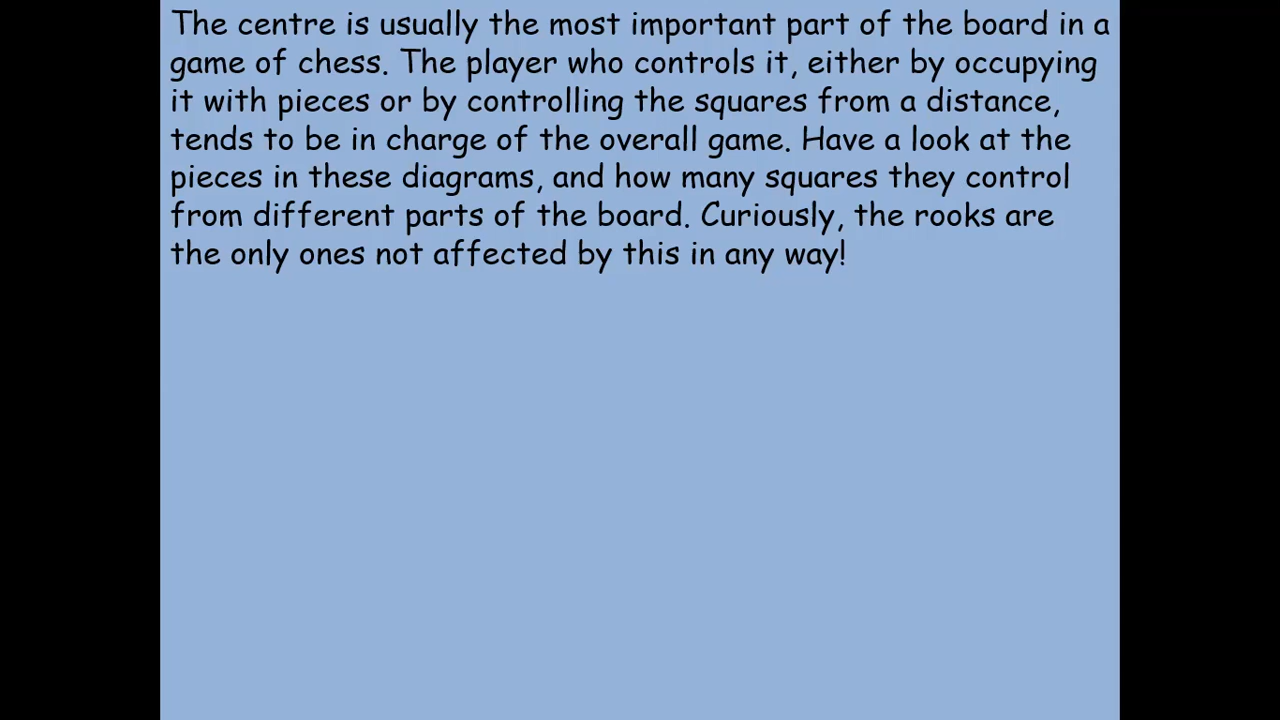 The centre is usually the most important part of the board in a
game of chess. The player who controls it, either by occupying
it with pieces or by controlling the squares from a distance,
tends to be in charge of the overall game. Have a look at the
pieces in these diagrams, and how many squares they control
from different parts of the board. Curiously, the rooks are
the only ones not affected by this in any way!